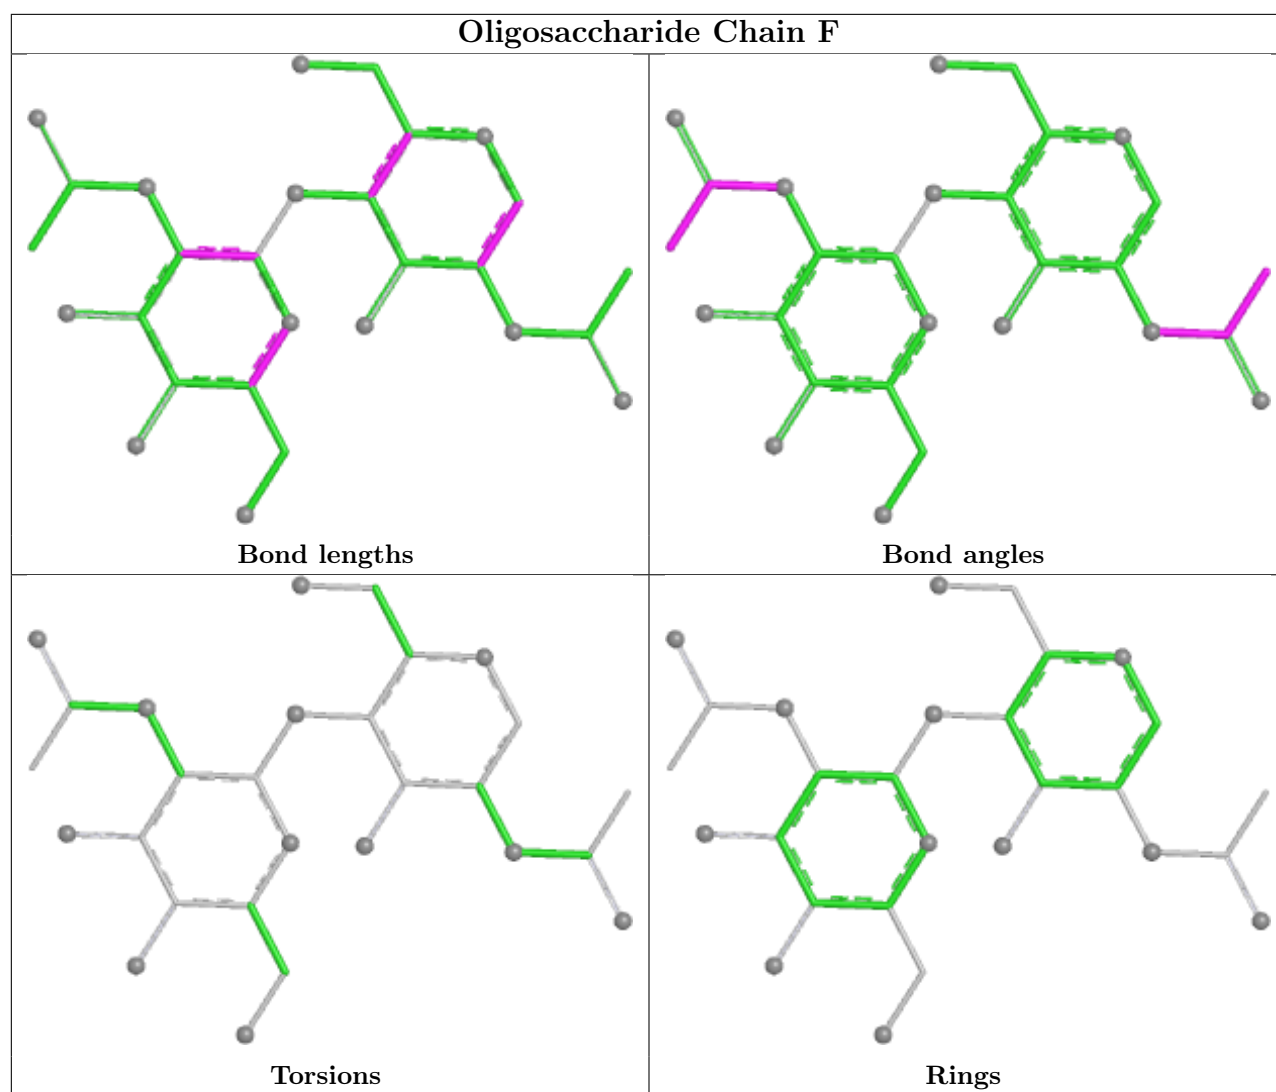 Oligosaccharide Chain F
Bond lengths
Bond angles
Torsions
Rings